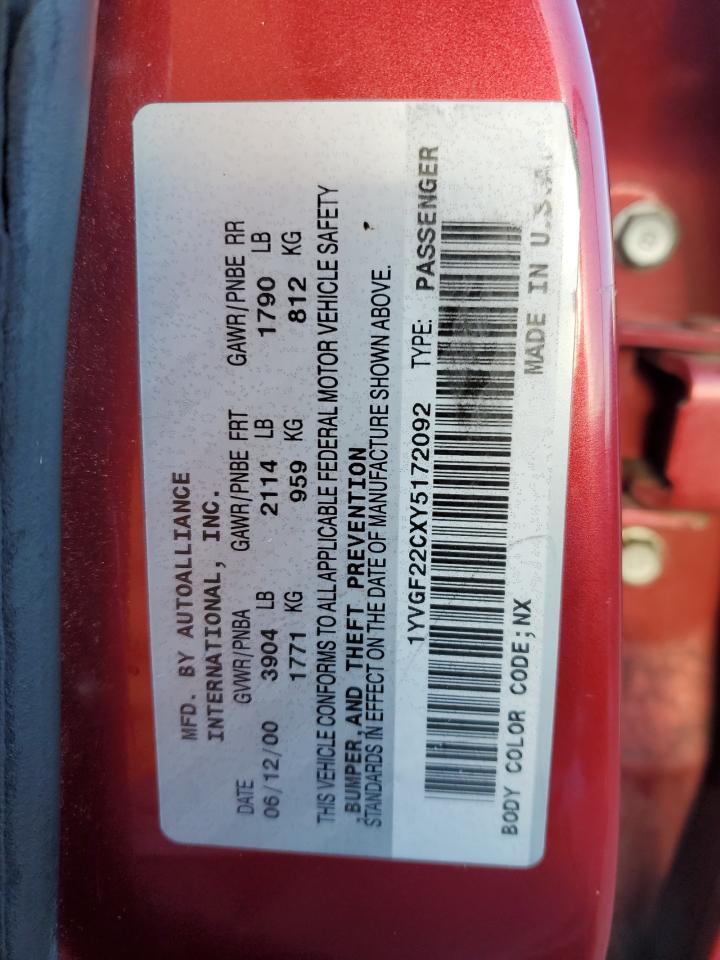 MFD. BY AUTOALLIANCE
INTERNATIONAL, INC.
DATE GVWR/PNBA GAWR/PNBE FRT GAWR/PNBE RR
06/12/00 3904 LB 2114 LB 1790 LB
1771 KG 959 KG 812 KG
THIS VEHICLE CONFORMS TO ALL APPLICABLE FEDERAL MOTOR VEHICLE SAFETY
,BUMPER,AND THEFT PREVENTION
STANDARDS IN EFFECT ON THE DATE OF MANUFACTURE SHOWN ABOVE.
1YVGF22CXY5172092 TYPE: PASSENGER
BODY COLOR CODE;NX MADE IN U.S.A.